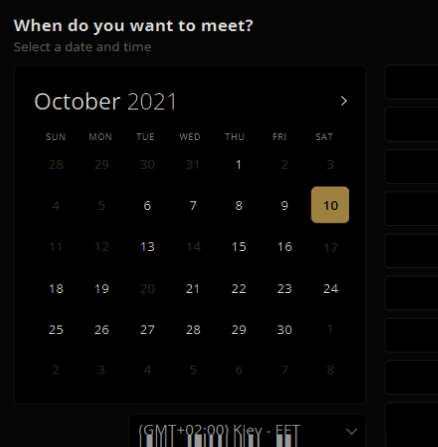 When do you want to meet?
Select a date and time
October 2021
SUN MON TUE WED THU FRI SAT
28 29 30 31 1 2 3
4 5 6 7 8 9 10
11 12 13 14 15 16 17
18 19 20 21 22 23 24
25 26 27 28 29 30 1
2 3 4 5 6 7 8
(GMT+02:00) Kiev - EET